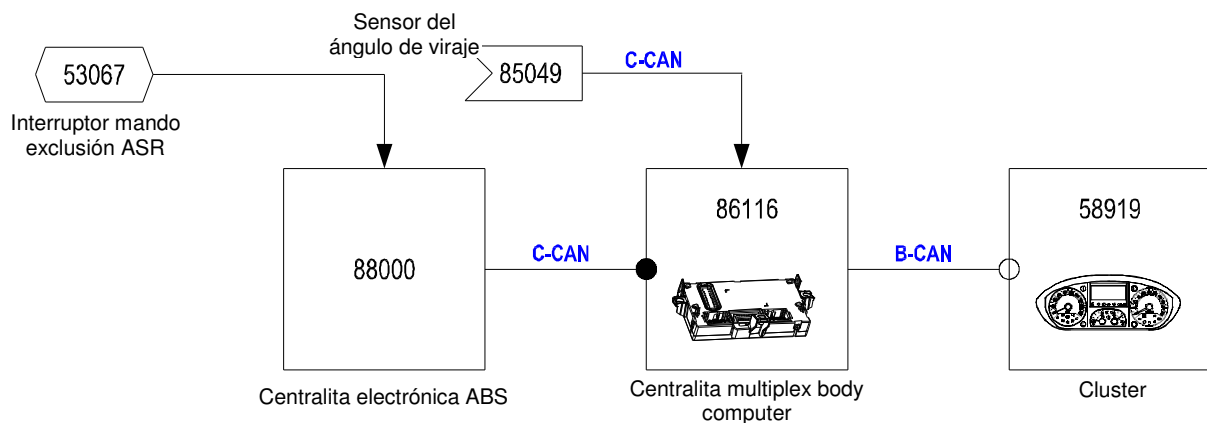 Sensor del
ángulo de viraje
53067
85049
C-CAN
Interruptor mando
exclusión ASR
88000
C-CAN
86116
B-CAN
58919
Centralita electrónica ABS
Centralita multiplex body
computer
Cluster